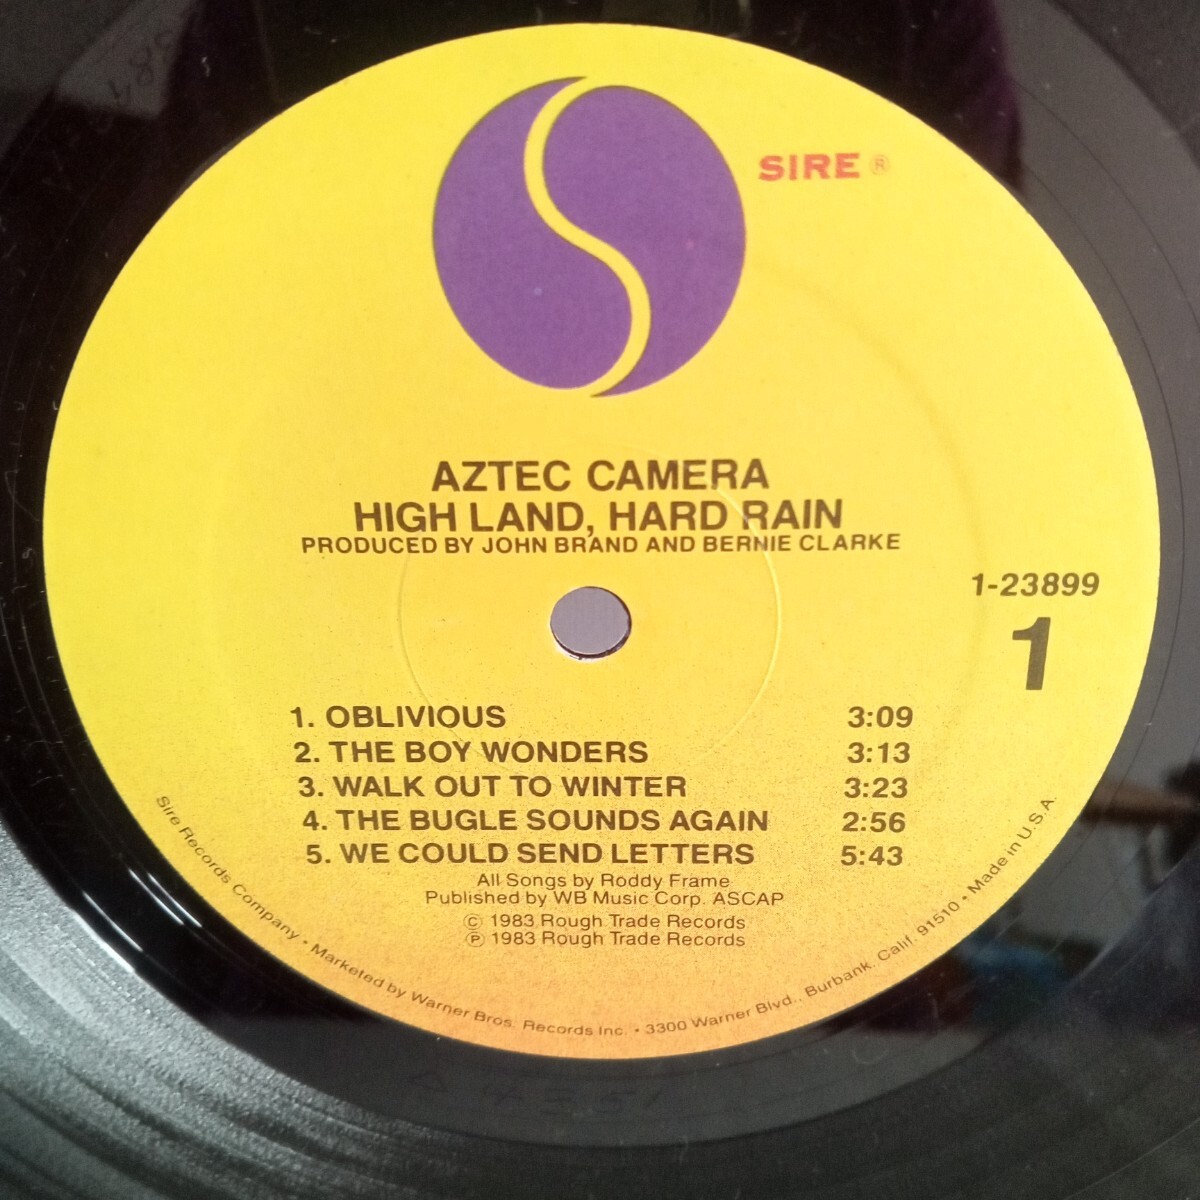 SIRE ®
AZTEC CAMERA
HIGH LAND, HARD RAIN
PRODUCED BY JOHN BRAND AND BERNIE CLARKE
1-23899
1
1. OBLIVIOUS 3:09
2. THE BOY WONDERS 3:13
3. WALK OUT TO WINTER 3:23
4. THE BUGLE SOUNDS AGAIN 2:56
5. WE COULD SEND LETTERS 5:43
All Songs by Roddy Frame
Published by WB Music Corp. ASCAP
© 1983 Rough Trade Records
℗ 1983 Rough Trade Records
Sire Records Company • Marketed by Warner Bros. Records Inc. • 3300 Warner Blvd., Burbank, Calif. 91510 • Made in U.S.A.